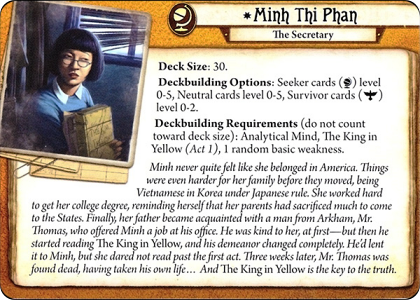 *Minh Thi Phan
The Secretary
Deck Size: 30.
Deckbuilding Options: Seeker cards () level
0-5, Neutral cards level 0-5, Survivor cards ()
level 0-2.
Deckbuilding Requirements (do not count
toward deck size): Analytical Mind, The King in
Yellow (Act 1), 1 random basic weakness.
Minh never quite felt like she belonged in America. Things
were even harder for her family before they moved, being
Vietnamese in Korea under Japanese rule. She worked hard
to get her college degree, reminding herself that her parents had sacrificed much to come
to the States. Finally, her father became acquainted with a man from Arkham, Mr.
Thomas, who offered Minh a job at his office. He was kind to her, at first—but then he
started reading The King in Yellow, and his demeanor changed completely. He'd lend
it to Minh, but she dared not read past the first act. Three weeks later, Mr. Thomas was
found dead, having taken his own life… And The King in Yellow is the key to the truth.